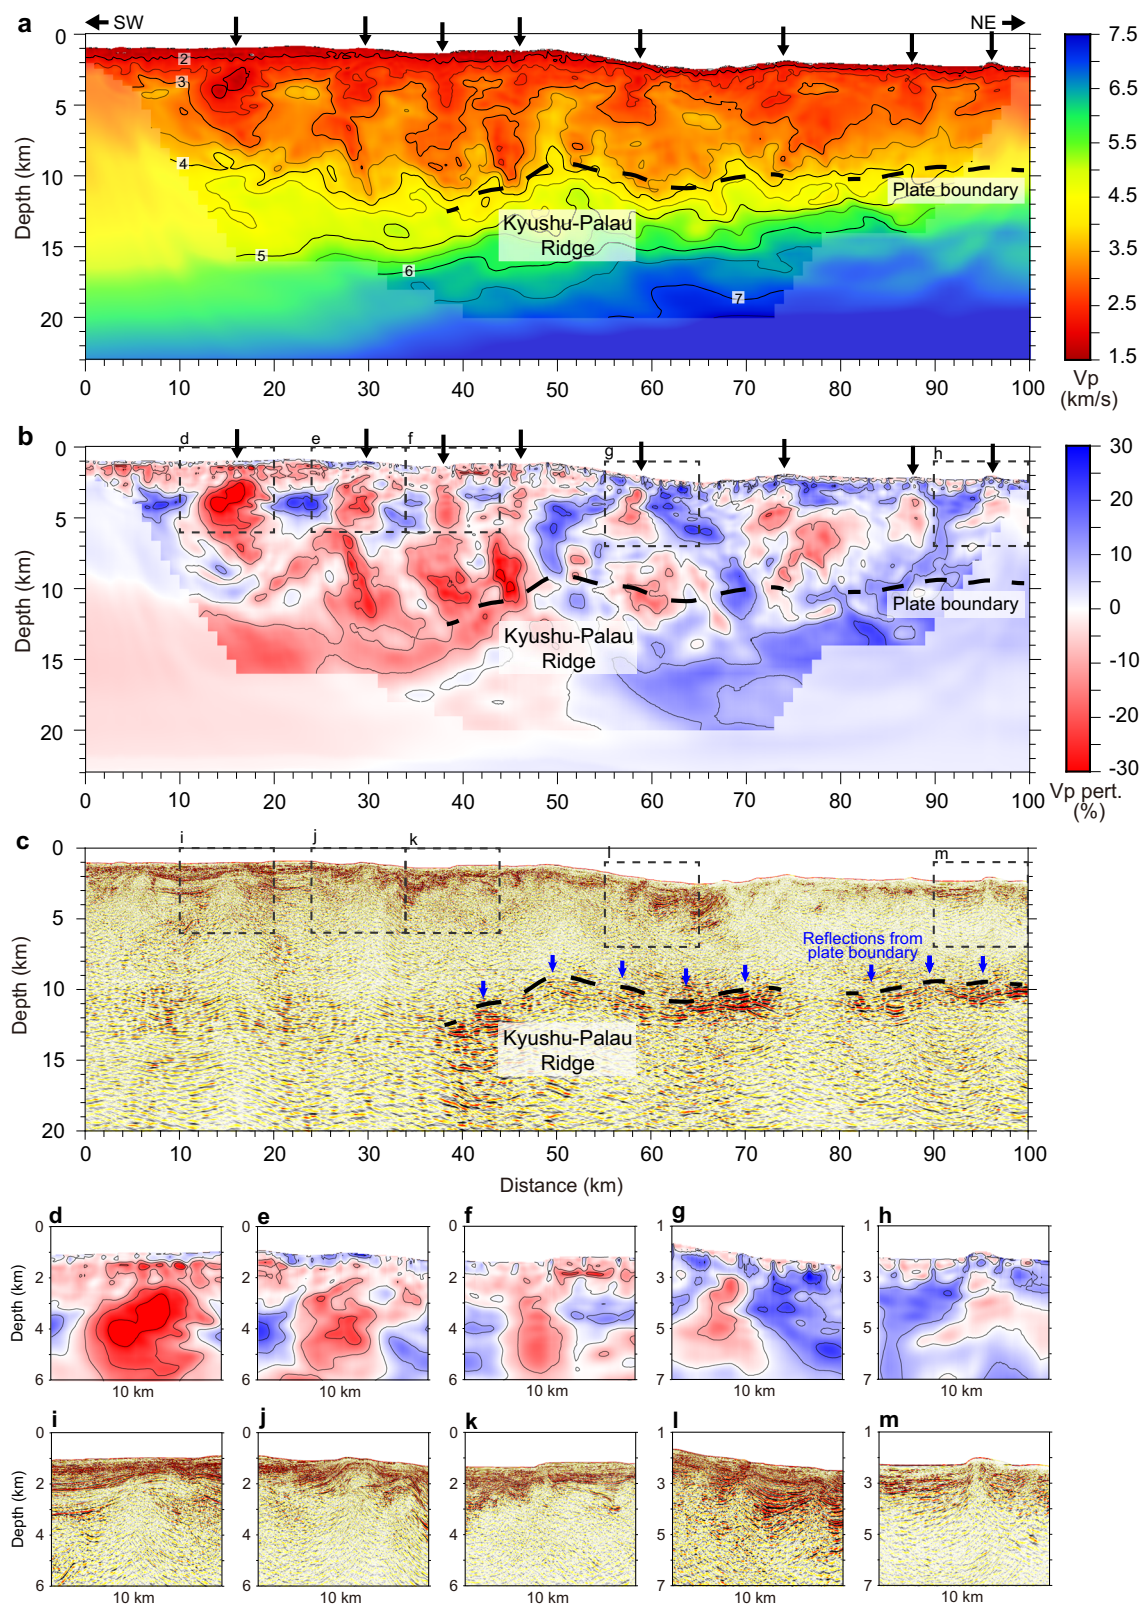 a
SW
NE
0
5
10
15
20
Depth (km)
2
3
4
5
6
7
Kyushu-Palau
Ridge
Plate boundary
0 10 20 30 40 50 60 70 80 90 100
7.5
6.5
5.5
4.5
3.5
2.5
1.5
Vp
(km/s)
b
d
e
f
g
h
0
5
10
15
20
Depth (km)
Kyushu-Palau
Ridge
Plate boundary
0 10 20 30 40 50 60 70 80 90 100
30
20
10
0
-10
-20
-30
Vp pert.
(%)
c
i
j
k
l
m
0
5
10
15
20
Depth (km)
Reflections from
plate boundary
Kyushu-Palau
Ridge
0 10 20 30 40 50 60 70 80 90 100
Distance (km)
d
0
2
4
6
Depth (km)
10 km
e
0
2
4
6
10 km
f
0
2
4
6
10 km
g
1
3
5
7
10 km
h
1
3
5
7
10 km
i
0
2
4
6
Depth (km)
10 km
j
0
2
4
6
10 km
k
0
2
4
6
10 km
l
1
3
5
7
10 km
m
1
3
5
7
10 km